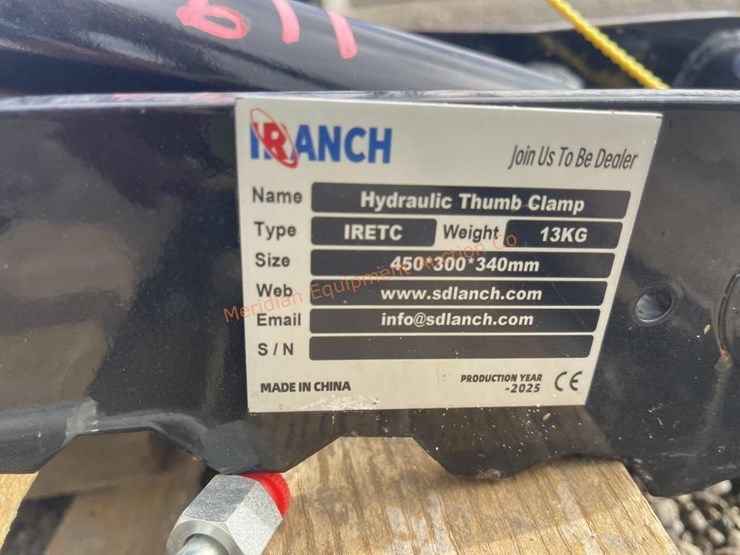 611
IRANCH
Join Us To Be Dealer
Name Hydraulic Thumb Clamp
Type IRETC Weight 13KG
Size 450*300*340mm
Web www.sdlanch.com
Email info@sdlanch.com
S / N
MADE IN CHINA
PRODUCTION YEAR
-2025
CE
Meridian Equipment Auction Co